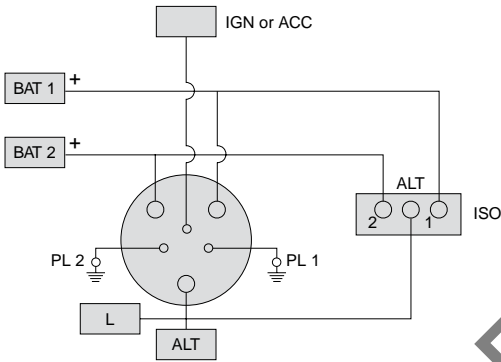 IGN or ACC
BAT 1 +
BAT 2 +
ALT
2 1 ISO
PL 2 PL 1
L
ALT